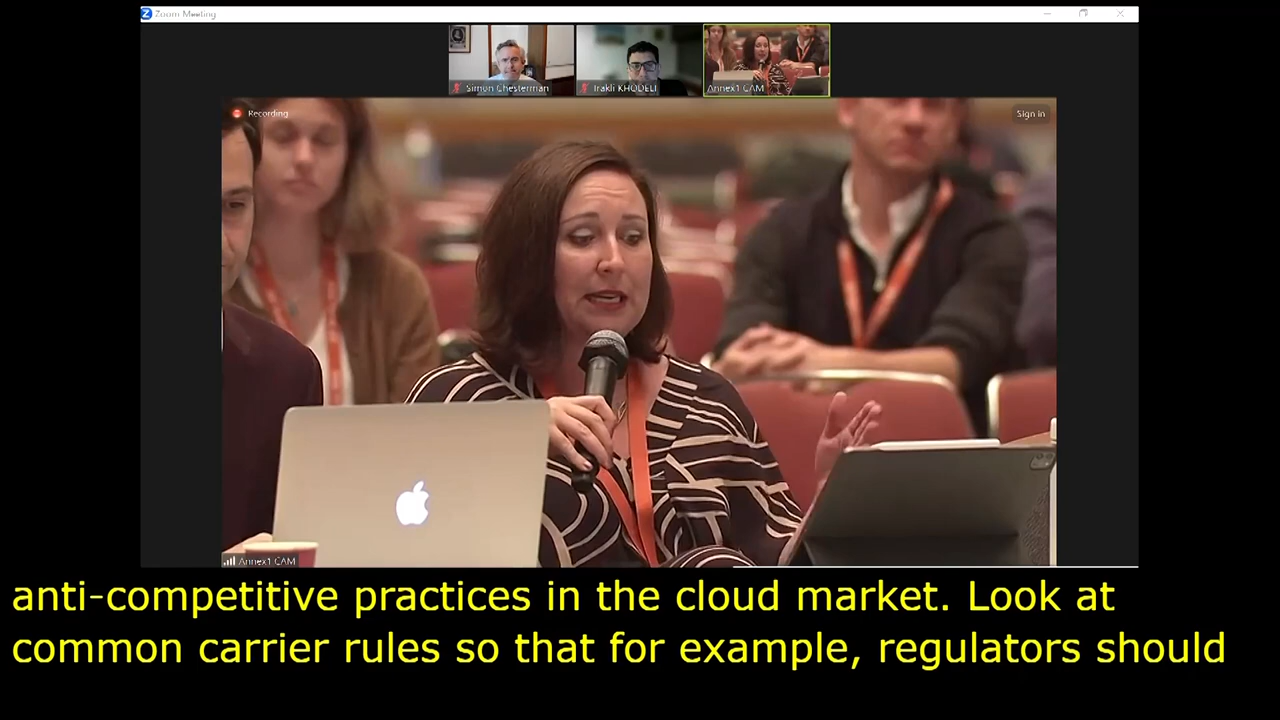 Zoom Meeting
Simon Chesterman
Irakli KHODELI
Annex1 CAM
Recording
Sign in
Annex1 CAM
anti-competitive practices in the cloud market. Look at
common carrier rules so that for example, regulators should